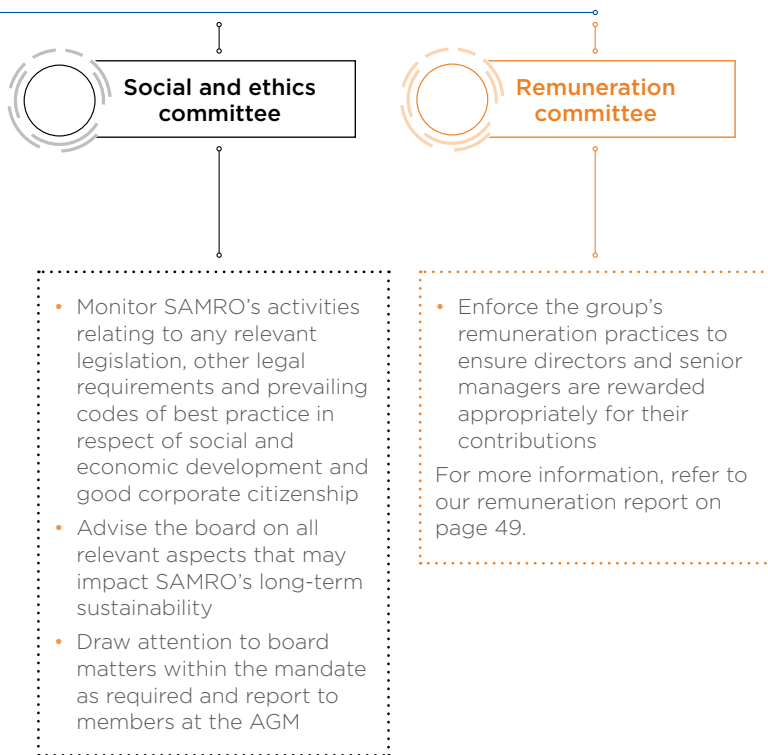 Social and ethics
committee
• Monitor SAMRO’s activities
relating to any relevant
legislation, other legal
requirements and prevailing
codes of best practice in
respect of social and
economic development and
good corporate citizenship
• Advise the board on all
relevant aspects that may
impact SAMRO’s long-term
sustainability
• Draw attention to board
matters within the mandate
as required and report to
members at the AGM
Remuneration
committee
• Enforce the group’s
remuneration practices to
ensure directors and senior
managers are rewarded
appropriately for their
contributions
For more information, refer to
our remuneration report on
page 49.